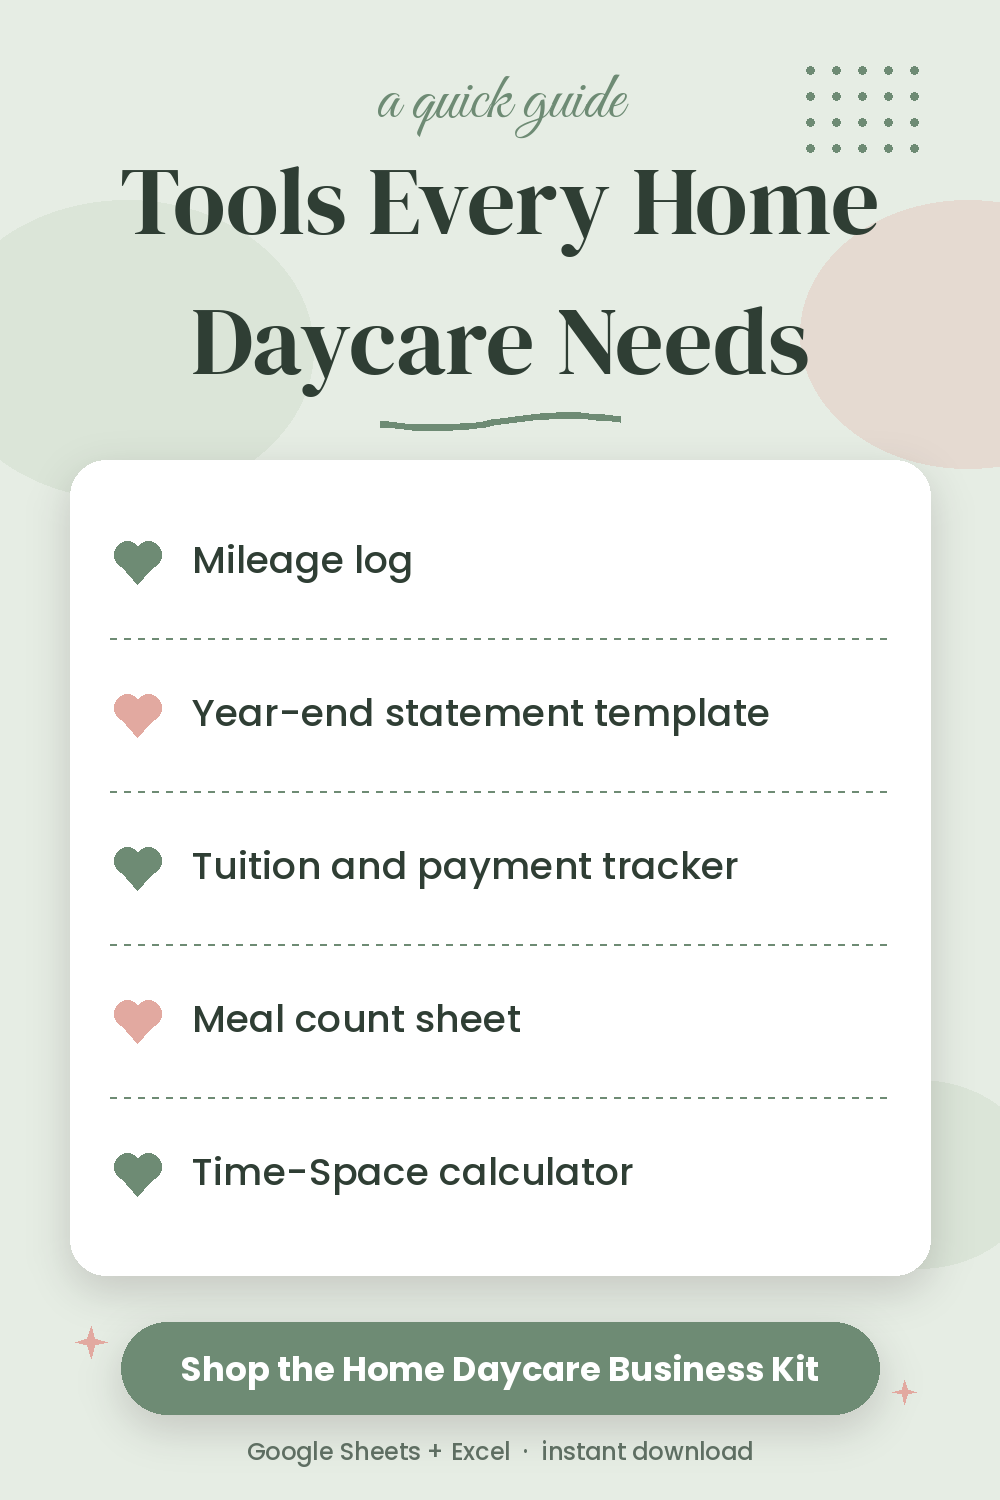 a quick guide
Tools Every Home
Daycare Needs
Mileage log
Year-end statement template
Tuition and payment tracker
Meal count sheet
Time-Space calculator
Shop the Home Daycare Business Kit
Google Sheets + Excel · instant download